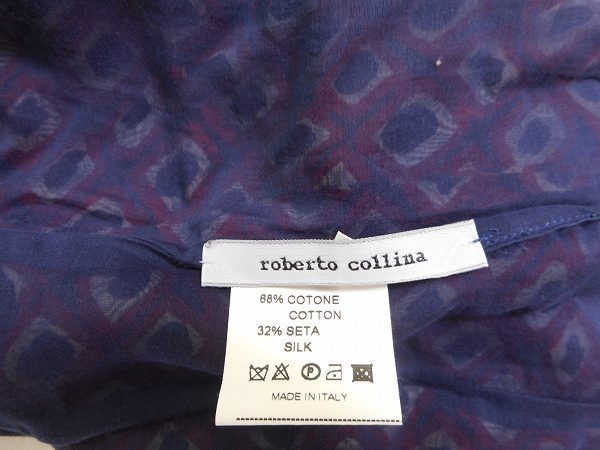 roberto collina
68% COTONE
COTTON
32% SETA
SILK
P
MADE IN ITALY